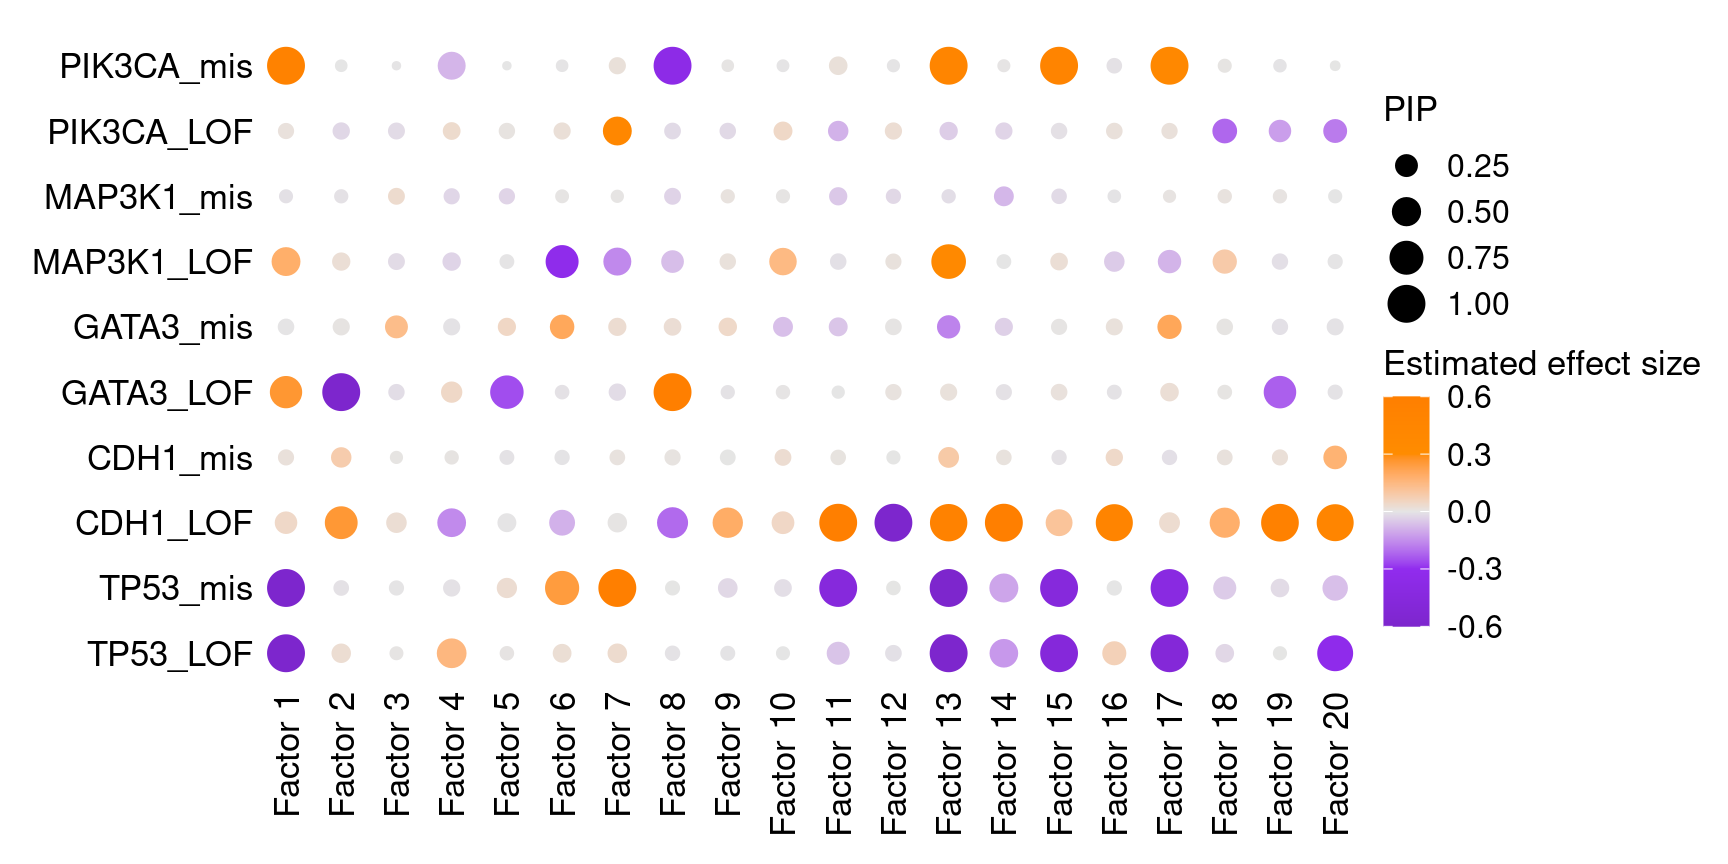 PIK3CA_mis
PIK3CA_LOF
MAP3K1_mis
MAP3K1_LOF
GATA3_mis
GATA3_LOF
CDH1_mis
CDH1_LOF
TP53_mis
TP53_LOF
Factor 1
Factor 2
Factor 3
Factor 4
Factor 5
Factor 6
Factor 7
Factor 8
Factor 9
Factor 10
Factor 11
Factor 12
Factor 13
Factor 14
Factor 15
Factor 16
Factor 17
Factor 18
Factor 19
Factor 20
PIP
0.25
0.50
0.75
1.00
Estimated effect size
0.6
0.3
0.0
-0.3
-0.6